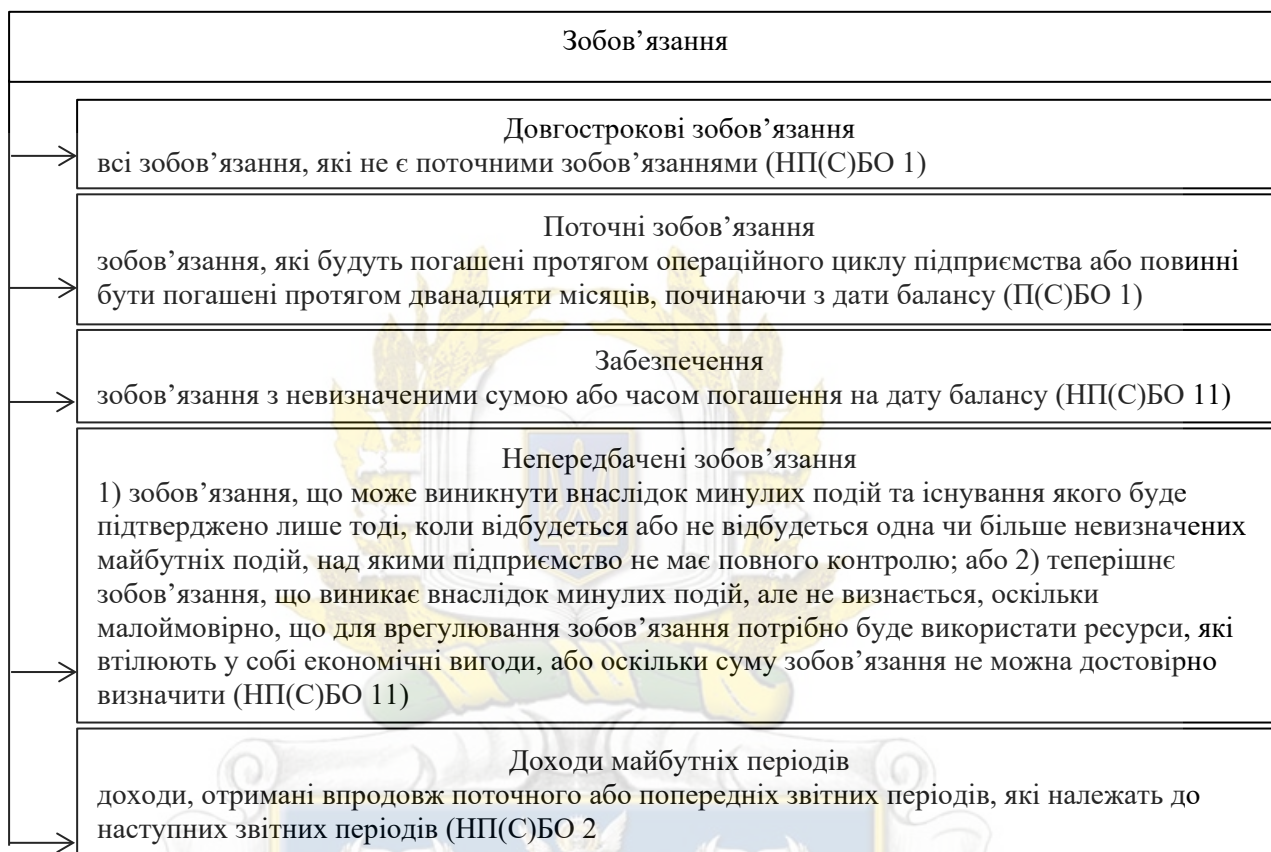 Зобов’язання
Довгострокові зобов’язання
всі зобов’язання, які не є поточними зобов’язаннями (НП(С)БО 1)
Поточні зобов’язання
зобов’язання, які будуть погашені протягом операційного циклу підприємства або повинні
бути погашені протягом дванадцяти місяців, починаючи з дати балансу (П(С)БО 1)
Забезпечення
зобов’язання з невизначеними сумою або часом погашення на дату балансу (НП(С)БО 11)
Непередбачені зобов’язання
1) зобов’язання, що може виникнути внаслідок минулих подій та існування якого буде
підтверджено лише тоді, коли відбудеться або не відбудеться одна чи більше невизначених
майбутніх подій, над якими підприємство не має повного контролю; або 2) теперішнє
зобов’язання, що виникає внаслідок минулих подій, але не визнається, оскільки
малоймовірно, що для врегулювання зобов’язання потрібно буде використати ресурси, які
втілюють у собі економічні вигоди, або оскільки суму зобов’язання не можна достовірно
визначити (НП(С)БО 11)
Доходи майбутніх періодів
доходи, отримані впродовж поточного або попередніх звітних періодів, які належать до
наступних звітних періодів (НП(С)БО 2